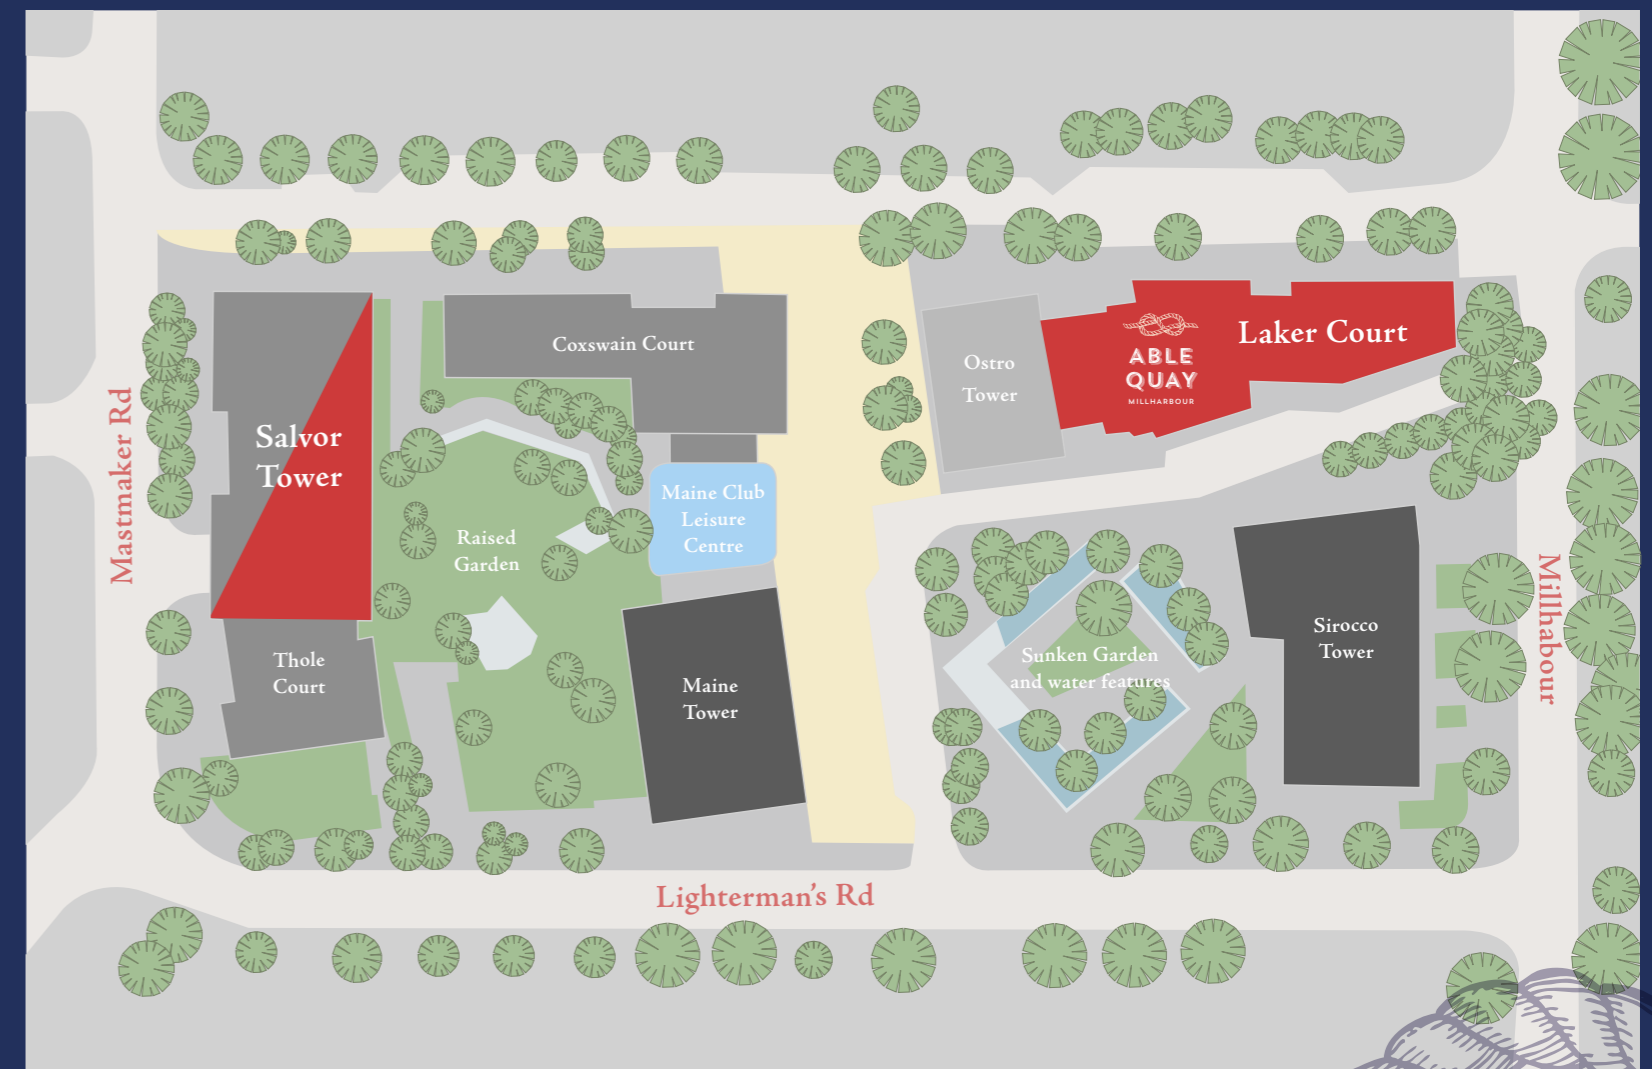 Mastmaker Rd
Salvor
Tower
Thole
Court
Coxswain Court
Raised
Garden
Maine Club
Leisure
Centre
Maine
Tower
Ostro
Tower
ABLE
QUAY
MILLHARBOUR
Laker Court
Sunken Garden
and water features
Sirocco
Tower
Millhabour
Lighterman's Rd